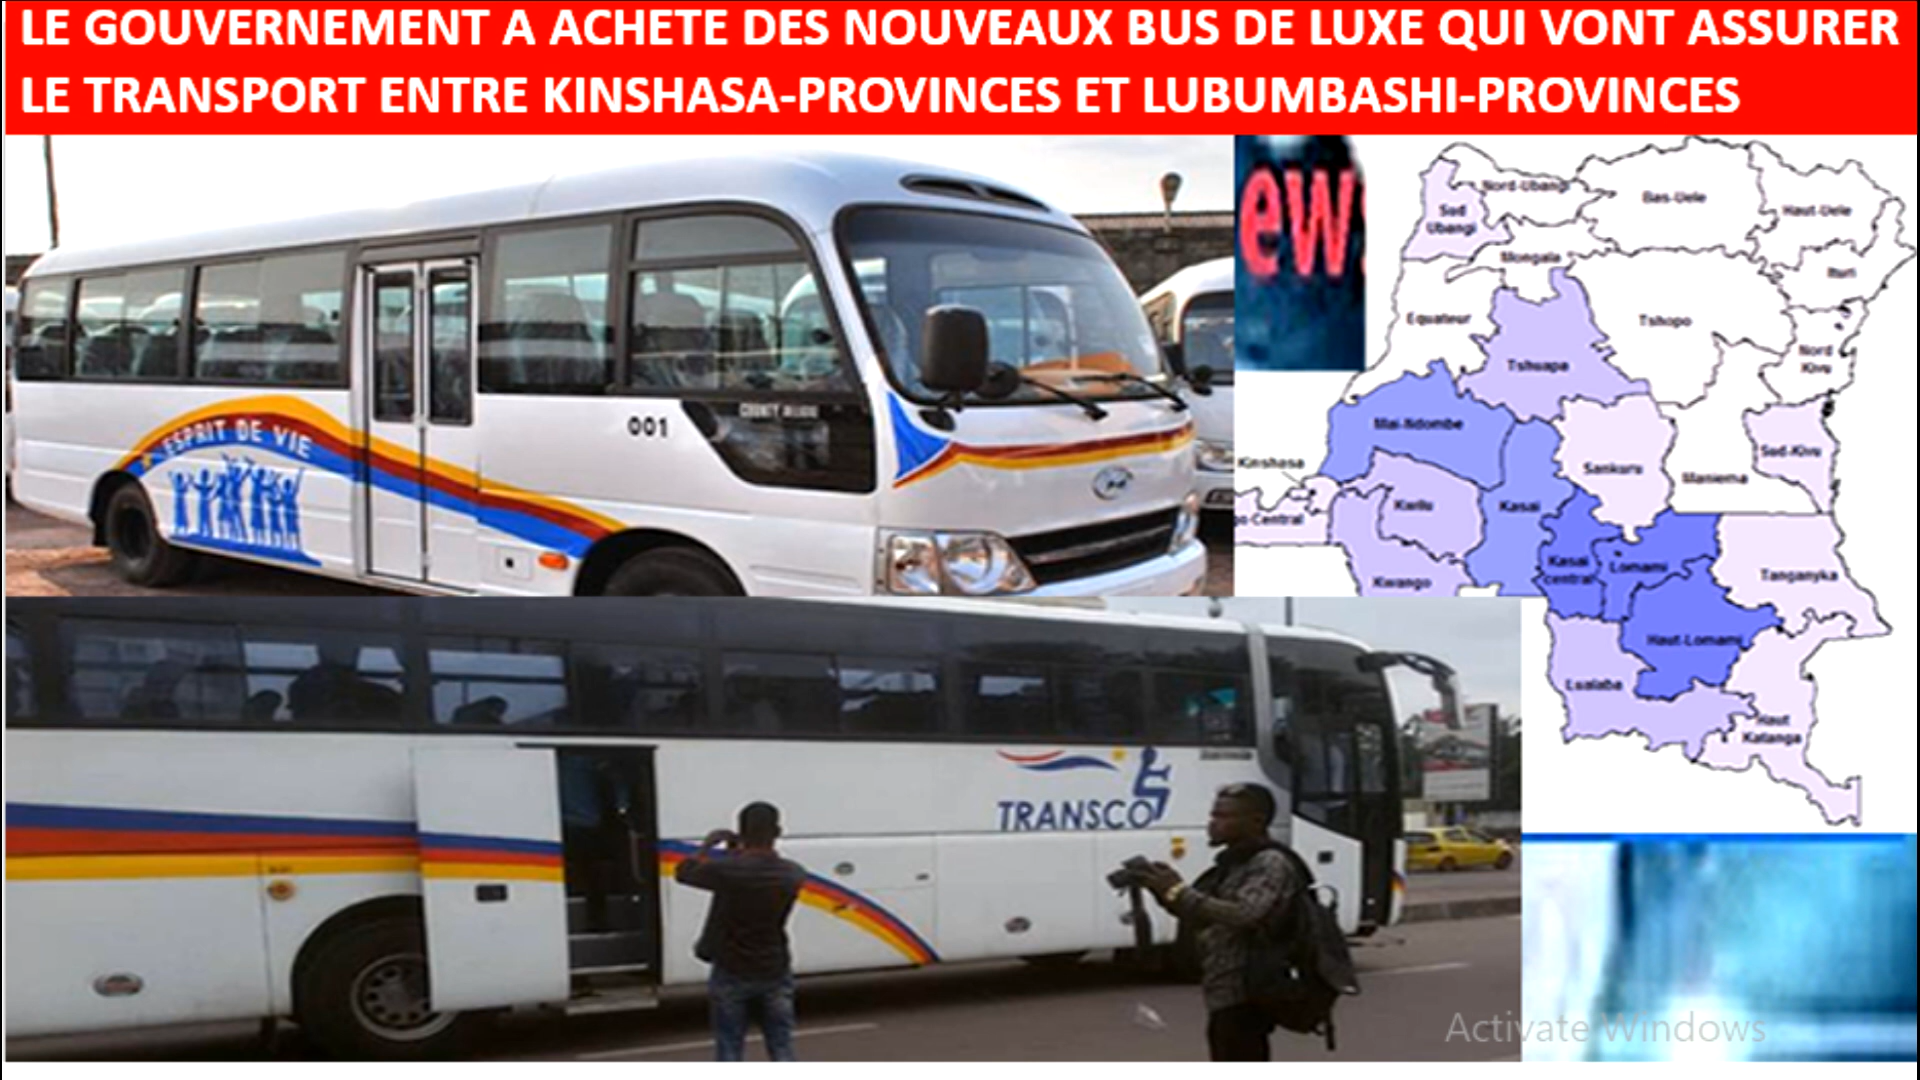 LE GOUVERNEMENT A ACHETE DES NOUVEAUX BUS DE LUXE QUI VONT ASSURER
LE TRANSPORT ENTRE KINSHASA-PROVINCES ET LUBUMBASHI-PROVINCES
ew
Nord-Ubangi
Bas-Uele
Haut-Uele
Sud
Ubangi
Mongala
Ituri
Equateur
Tshopo
Nord
Kivu
Tshuapa
Mai-Ndombe
Kinshasa
Sankuru
Maniema
Sud-Kivu
Kwilu
Kasai
o-Central
Kasai
central
Lomami
Kwango
Tanganyka
Haut-Lomami
Lualaba
Haut
Katanga
ESPRIT DE VIE
001
TRANSCO
Activate Windows